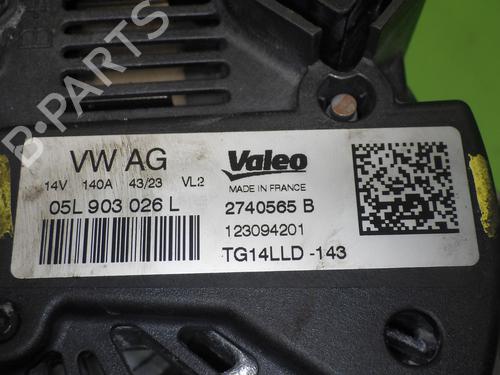 B-PARTS
VW AG
14V 140A 43/23 VL2
05L 903 026 L
Valeo
MADE IN FRANCE
2740565 B
123094201
TG14LLD -143